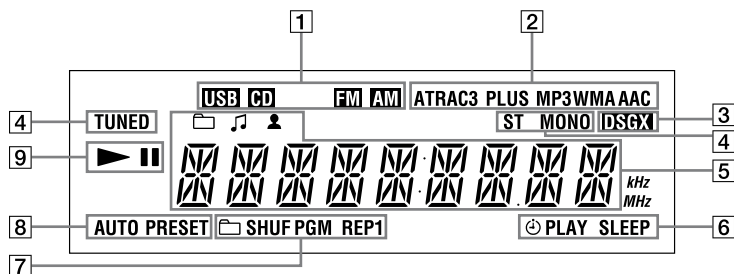 1 2
USB CD FM AM ATRAC3 PLUS MP3 WMA AAC
4 TUNED ST MONO DSGX 3
4
9
5
kHz
MHz
8 AUTO PRESET SHUF PGM REP1 PLAY SLEEP 6
7